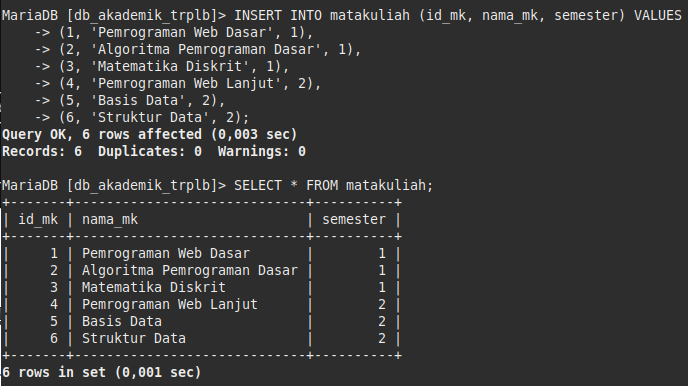 MariaDB [db_akademik_trplb]> INSERT INTO matakuliah (id_mk, nama_mk, semester) VALUES
    -> (1, 'Pemrograman Web Dasar', 1),
    -> (2, 'Algoritma Pemrograman Dasar', 1),
    -> (3, 'Matematika Diskrit', 1),
    -> (4, 'Pemrograman Web Lanjut', 2),
    -> (5, 'Basis Data', 2),
    -> (6, 'Struktur Data', 2);
Query OK, 6 rows affected (0,003 sec)
Records: 6  Duplicates: 0  Warnings: 0

MariaDB [db_akademik_trplb]> SELECT * FROM matakuliah;
+-------+-----------------------------+----------+
| id_mk | nama_mk                     | semester |
+-------+-----------------------------+----------+
|     1 | Pemrograman Web Dasar       |        1 |
|     2 | Algoritma Pemrograman Dasar |        1 |
|     3 | Matematika Diskrit          |        1 |
|     4 | Pemrograman Web Lanjut      |        2 |
|     5 | Basis Data                  |        2 |
|     6 | Struktur Data               |        2 |
+-------+-----------------------------+----------+
6 rows in set (0,001 sec)